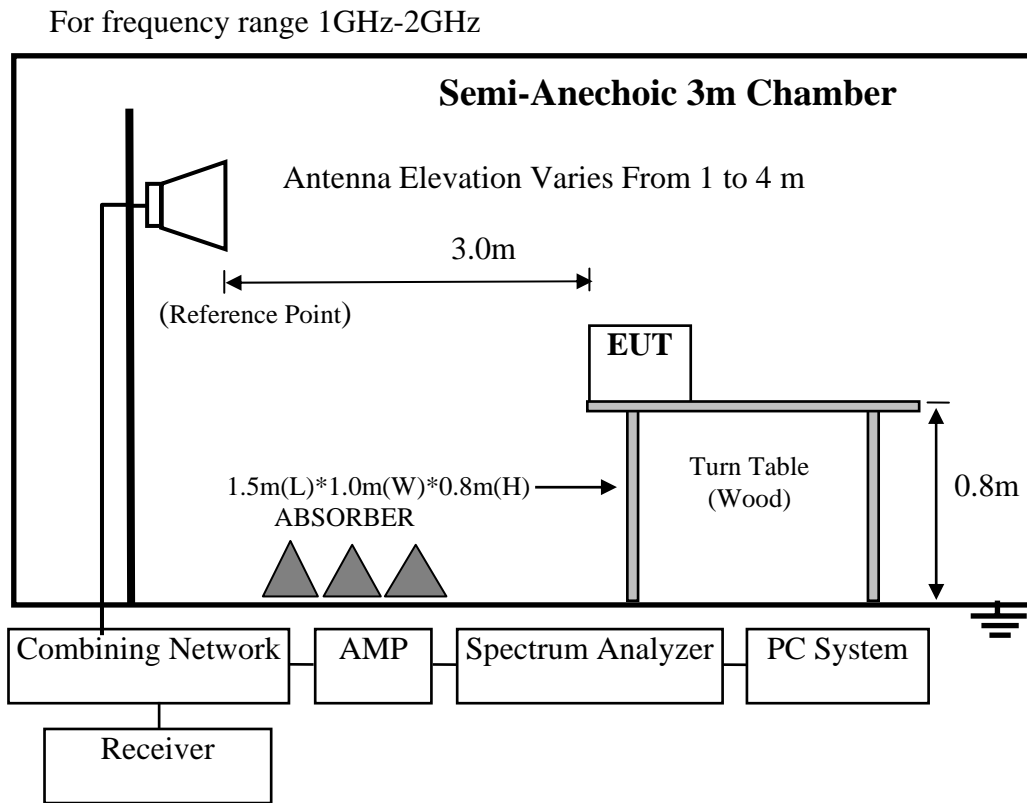 For frequency range 1GHz-2GHz
Semi-Anechoic 3m Chamber
Antenna Elevation Varies From 1 to 4 m
3.0m
(Reference Point)
EUT
Turn Table
(Wood)
1.5m(L)*1.0m(W)*0.8m(H)
ABSORBER
0.8m
Combining Network
AMP
Spectrum Analyzer
PC System
Receiver